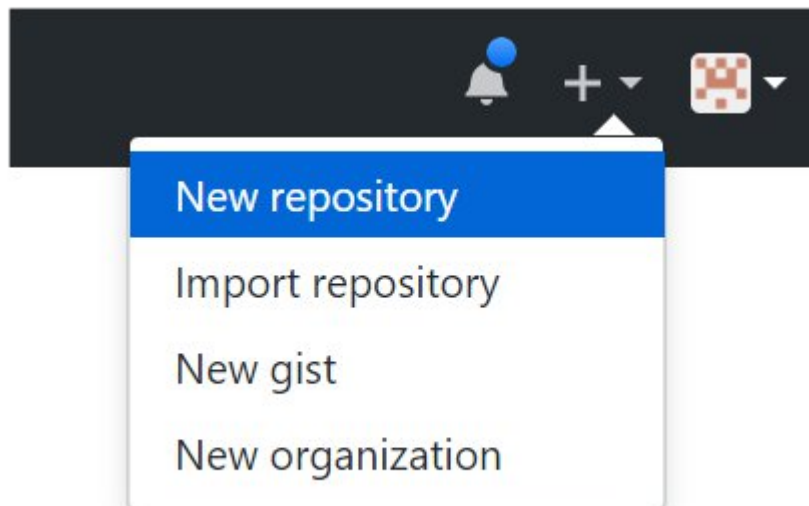 New repository
Import repository
New gist
New organization